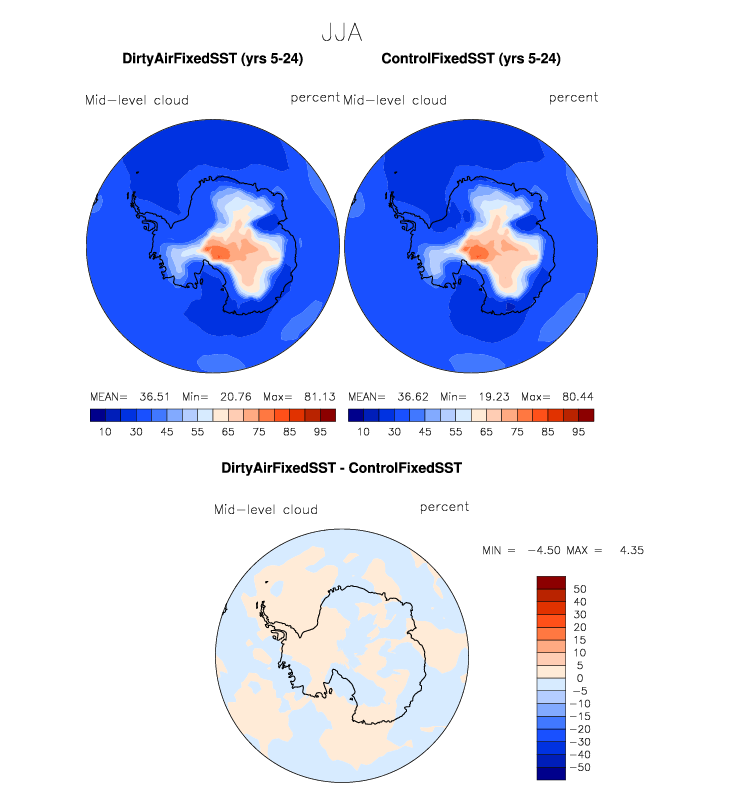 JJA
DirtyAirFixedSST (yrs 5-24) ControlFixedSST (yrs 5-24)
Mid-level cloud percent Mid-level cloud percent
MEAN= 36.51 Min= 20.76 Max= 81.13 MEAN= 36.62 Min= 19.23 Max= 80.44
10 30 45 55 65 75 85 95 10 30 45 55 65 75 85 95
DirtyAirFixedSST - ControlFixedSST
Mid-level cloud percent
MIN = -4.50 MAX = 4.35
50
40
30
20
15
10
5
0
-5
-10
-15
-20
-30
-40
-50